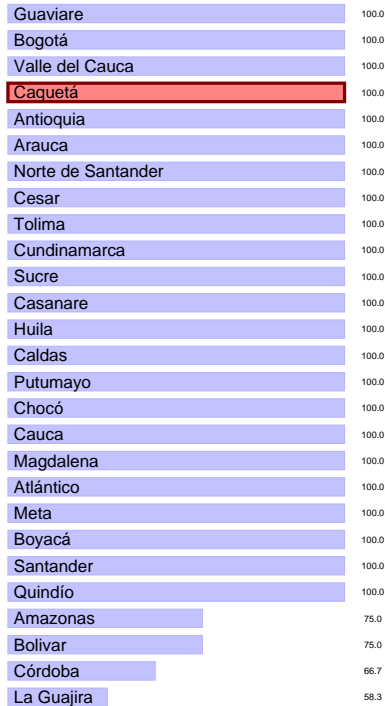 Guaviare 100.0
Bogotá 100.0
Valle del Cauca 100.0
Caquetá 100.0
Antioquia 100.0
Arauca 100.0
Norte de Santander 100.0
Cesar 100.0
Tolima 100.0
Cundinamarca 100.0
Sucre 100.0
Casanare 100.0
Huila 100.0
Caldas 100.0
Putumayo 100.0
Chocó 100.0
Cauca 100.0
Magdalena 100.0
Atlántico 100.0
Meta 100.0
Boyacá 100.0
Santander 100.0
Quindío 100.0
Amazonas 75.0
Bolivar 75.0
Córdoba 66.7
La Guajira 58.3